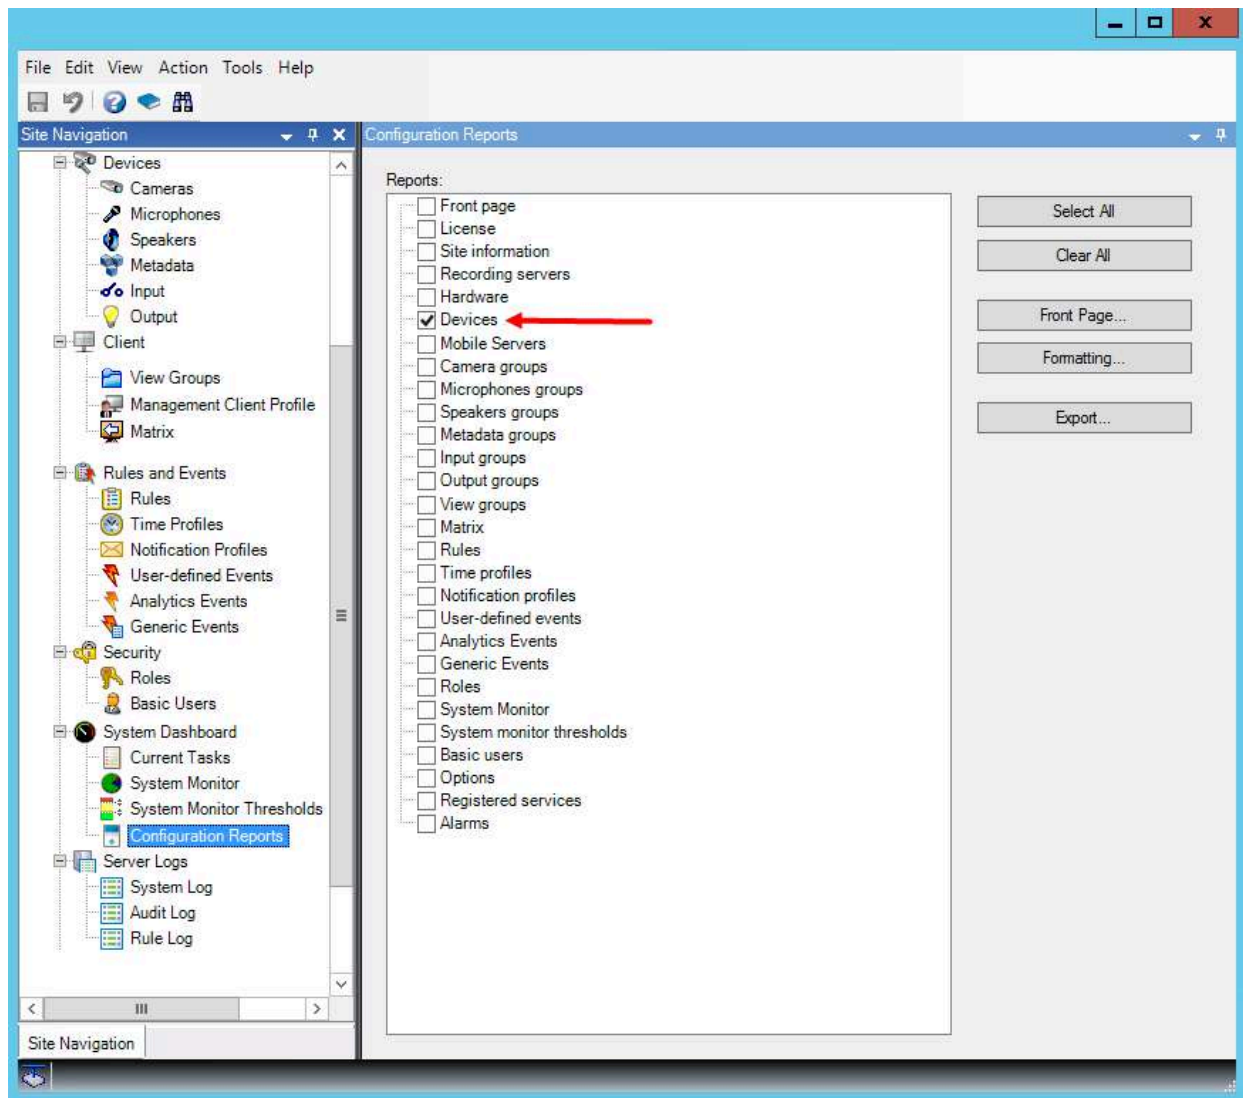 File Edit View Action Tools Help
Site Navigation
Devices
Cameras
Microphones
Speakers
Metadata
Input
Output
Client
View Groups
Management Client Profile
Matrix
Rules and Events
Rules
Time Profiles
Notification Profiles
User-defined Events
Analytics Events
Generic Events
Security
Roles
Basic Users
System Dashboard
Current Tasks
System Monitor
System Monitor Thresholds
Configuration Reports
Server Logs
System Log
Audit Log
Rule Log
Site Navigation
Configuration Reports
Reports:
Front page
License
Site information
Recording servers
Hardware
Devices
Mobile Servers
Camera groups
Microphones groups
Speakers groups
Metadata groups
Input groups
Output groups
View groups
Matrix
Rules
Time profiles
Notification profiles
User-defined events
Analytics Events
Generic Events
Roles
System Monitor
System monitor thresholds
Basic users
Options
Registered services
Alarms
Select All
Clear All
Front Page...
Formatting...
Export...